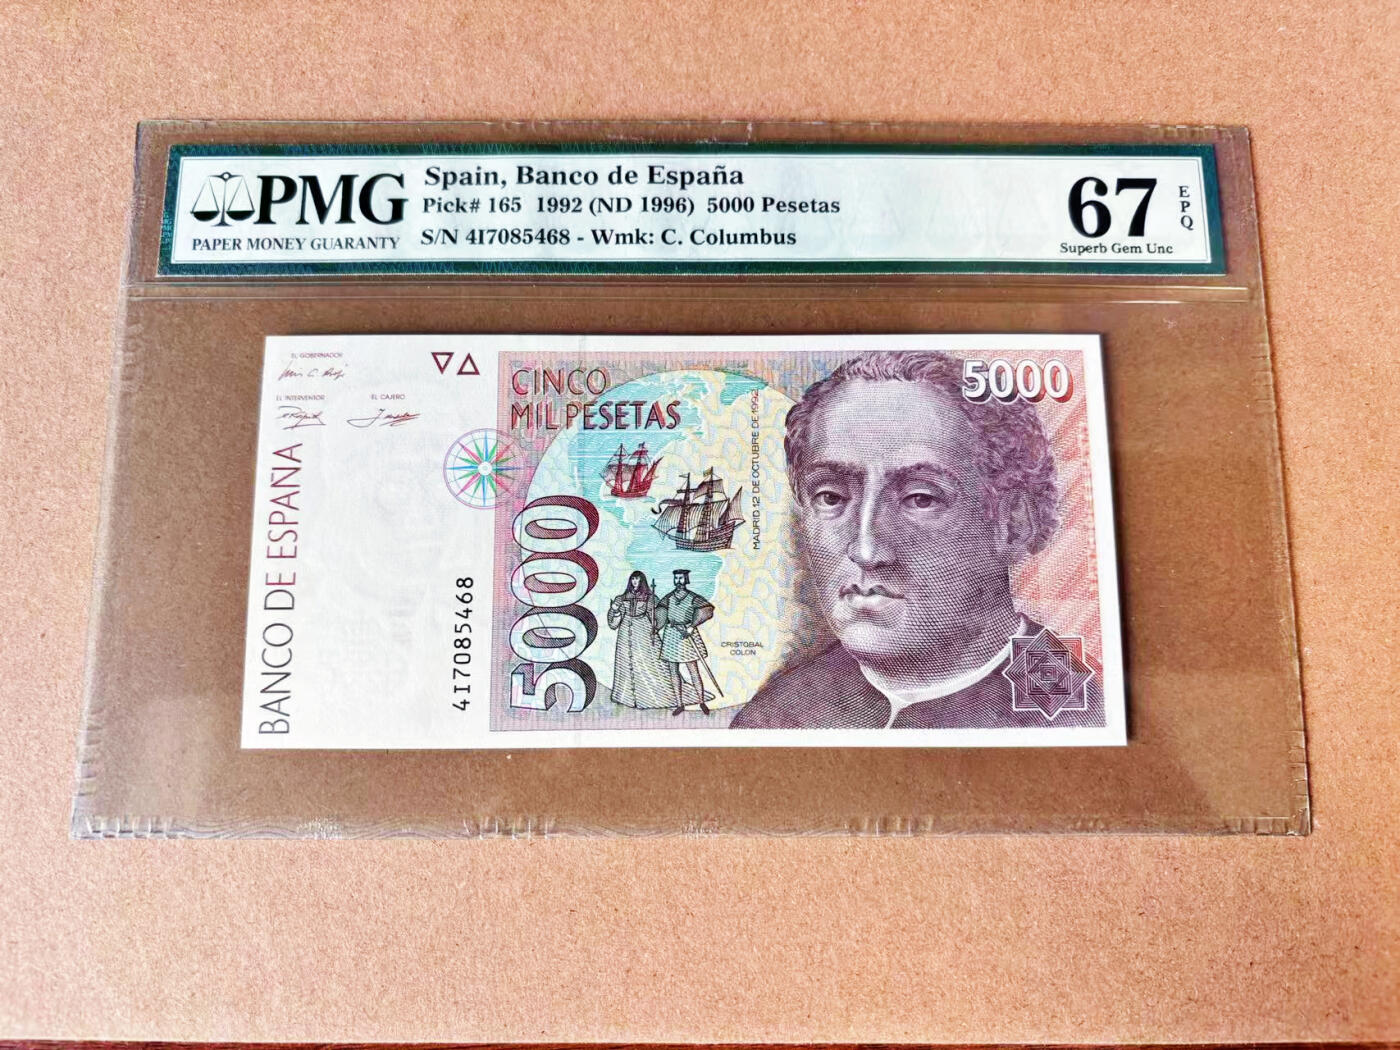 PMG
PAPER MONEY GUARANTY
Spain, Banco de España
Pick# 165 1992 (ND 1996) 5000 Pesetas
S/N 4I7085468 - Wmk: C. Columbus
67
EPQ
Superb Gem Unc
EL GOBERNADOR
EL INTERVENTOR
EL CAJERO
BANCO DE ESPAÑA
4I7085468
CINCO
MIL PESETAS
5000
MADRID, 12 DE OCTUBRE DE 1992
CRISTOBAL
COLON
5000